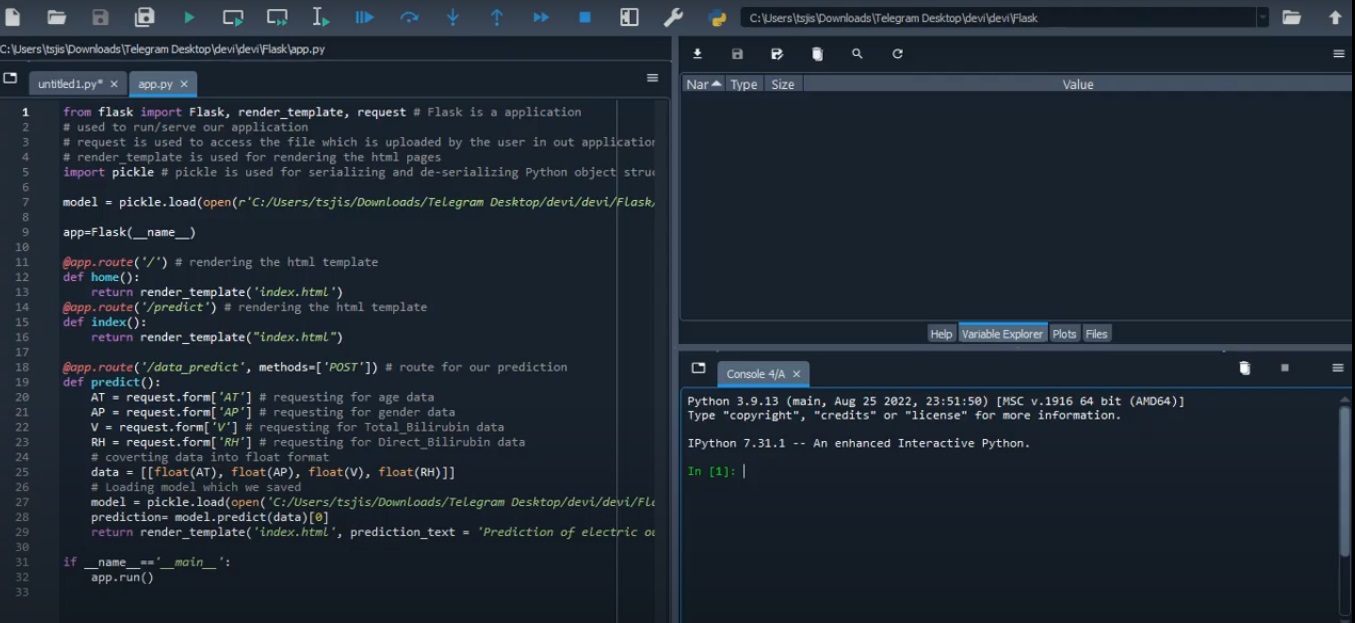 C:\Users\tsjis\Downloads\Telegram Desktop\devi\devi\Flask
C:\Users\tsjis\Downloads\Telegram Desktop\devi\devi\Flask\app.py
untitled1.py* ×
app.py ×
1 from flask import Flask, render_template, request # Flask is a application
2 # used to run/serve our application
3 # request is used to access the file which is uploaded by the user in out application
4 # render_template is used for rendering the html pages
5 import pickle # pickle is used for serializing and de-serializing Python object
6
7 model = pickle.load(open(r'C:/Users/tsjis/Downloads/Telegram Desktop/devi/devi/Flask/
8
9 app=Flask(__name__)
10
11 @app.route('/') # rendering the html template
12 def home():
13 return render_template('index.html')
14 @app.route('/predict') # rendering the html template
15 def index():
16 return render_template("index.html")
17
18 @app.route('/data_predict', methods=['POST']) # route for our prediction
19 def predict():
20 AT = request.form['AT'] # requesting for age data
21 AP = request.form['AP'] # requesting for gender data
22 V = request.form['V'] # requesting for Total_Bilirubin data
23 RH = request.form['RH'] # requesting for Direct_Bilirubin data
24 # coverting data into float format
25 data = [[float(AT), float(AP), float(V), float(RH)]]
26 # Loading model which we saved
27 model = pickle.load(open('C:/Users/tsjis/Downloads/Telegram Desktop/devi/devi/
28 prediction= model.predict(data)[0]
29 return render_template('index.html', prediction_text = 'Prediction of electric
30
31 if __name__=='__main__':
32 app.run()
33
Nar Type Size Value
Help Variable Explorer Plots Files
Console 4/A ×
Python 3.9.13 (main, Aug 25 2022, 23:51:50) [MSC v.1916 64 bit (AMD64)]
Type "copyright", "credits" or "license" for more information.
IPython 7.31.1 -- An enhanced Interactive Python.
In [1]: